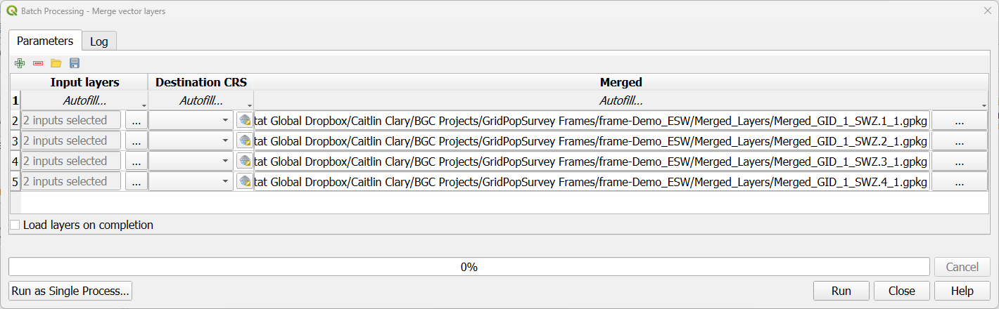 Batch Processing - Merge vector layers
Parameters Log
Input layers Destination CRS Merged
1 Autofill... Autofill... Autofill...
2 2 inputs selected ... tat Global Dropbox/Caitlin Clary/BGC Projects/GridPopSurvey Frames/frame-Demo_ESW/Merged_Layers/Merged_GID_1_SWZ.1_1.gpkg ...
3 2 inputs selected ... tat Global Dropbox/Caitlin Clary/BGC Projects/GridPopSurvey Frames/frame-Demo_ESW/Merged_Layers/Merged_GID_1_SWZ.2_1.gpkg ...
4 2 inputs selected ... tat Global Dropbox/Caitlin Clary/BGC Projects/GridPopSurvey Frames/frame-Demo_ESW/Merged_Layers/Merged_GID_1_SWZ.3_1.gpkg ...
5 2 inputs selected ... tat Global Dropbox/Caitlin Clary/BGC Projects/GridPopSurvey Frames/frame-Demo_ESW/Merged_Layers/Merged_GID_1_SWZ.4_1.gpkg ...
Load layers on completion
0% Cancel
Run as Single Process... Run Close Help